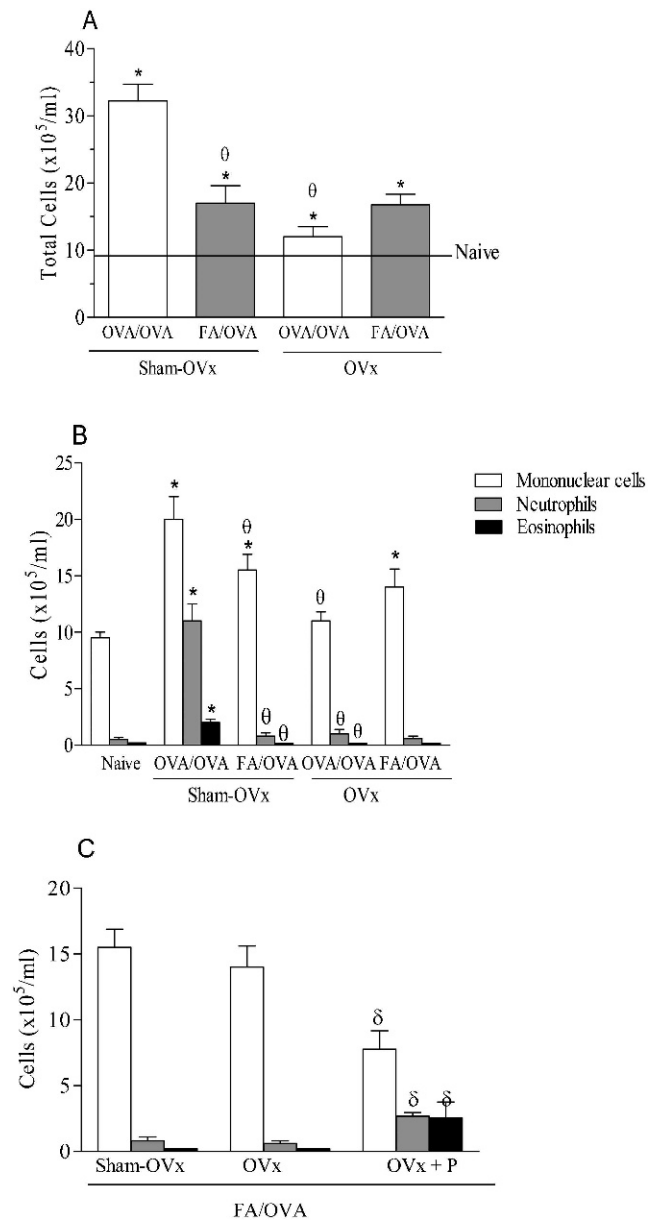 A
Total Cells (x10⁵/ml)
40
30
20
10
0
*
θ
*
θ
*
*
Naive
OVA/OVA FA/OVA OVA/OVA FA/OVA
Sham-OVx OVx
B
Cells (x10⁵/ml)
25
20
15
10
5
0
*
*
*
θ
*
θ
θ
θ
θ
θ
*
Mononuclear cells
Neutrophils
Eosinophils
Naive OVA/OVA FA/OVA OVA/OVA FA/OVA
Sham-OVx OVx
C
Cells (x10⁵/ml)
20
15
10
5
0
δ
δ δ
Sham-OVx OVx OVx + P
FA/OVA